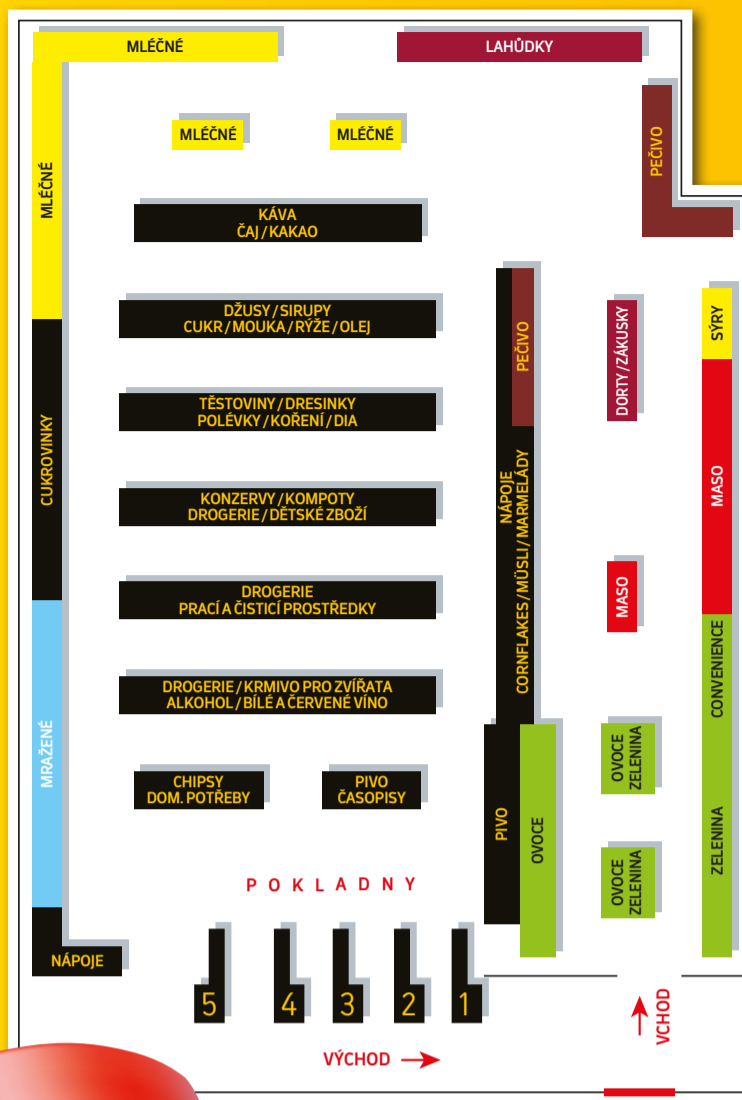 MLÉČNÉ
LAHŮDKY
MLÉČNÉ
MLÉČNÉ
PEČIVO
MLÉČNÉ
KÁVA
ČAJ / KAKAO
DŽUSY / SIRUPY
CUKR / MOUKA / RÝŽE / OLEJ
PEČIVO
DORTY / ZÁKUSKY
SÝRY
TĚSTOVINY / DRESINKY
POLÉVKY / KOŘENÍ / DIA
CUKROVINKY
NÁPOJE
CORNFLAKES / MÜSLI / MARMELÁDY
MASO
KONZERVY / KOMPOTY
DROGERIE / DĚTSKÉ ZBOŽÍ
DROGERIE
PRACÍ A ČISTICÍ PROSTŘEDKY
MASO
CONVENIENCE
DROGERIE / KRMIVO PRO ZVÍŘATA
ALKOHOL / BÍLÉ A ČERVENÉ VÍNO
MRAŽENÉ
OVOCE
ZELENINA
CHIPSY
DOM. POTŘEBY
PIVO
ČASOPISY
PIVO
OVOCE
ZELENINA
OVOCE
ZELENINA
POKLADNY
NÁPOJE
5
4
3
2
1
VCHOD
VÝCHOD